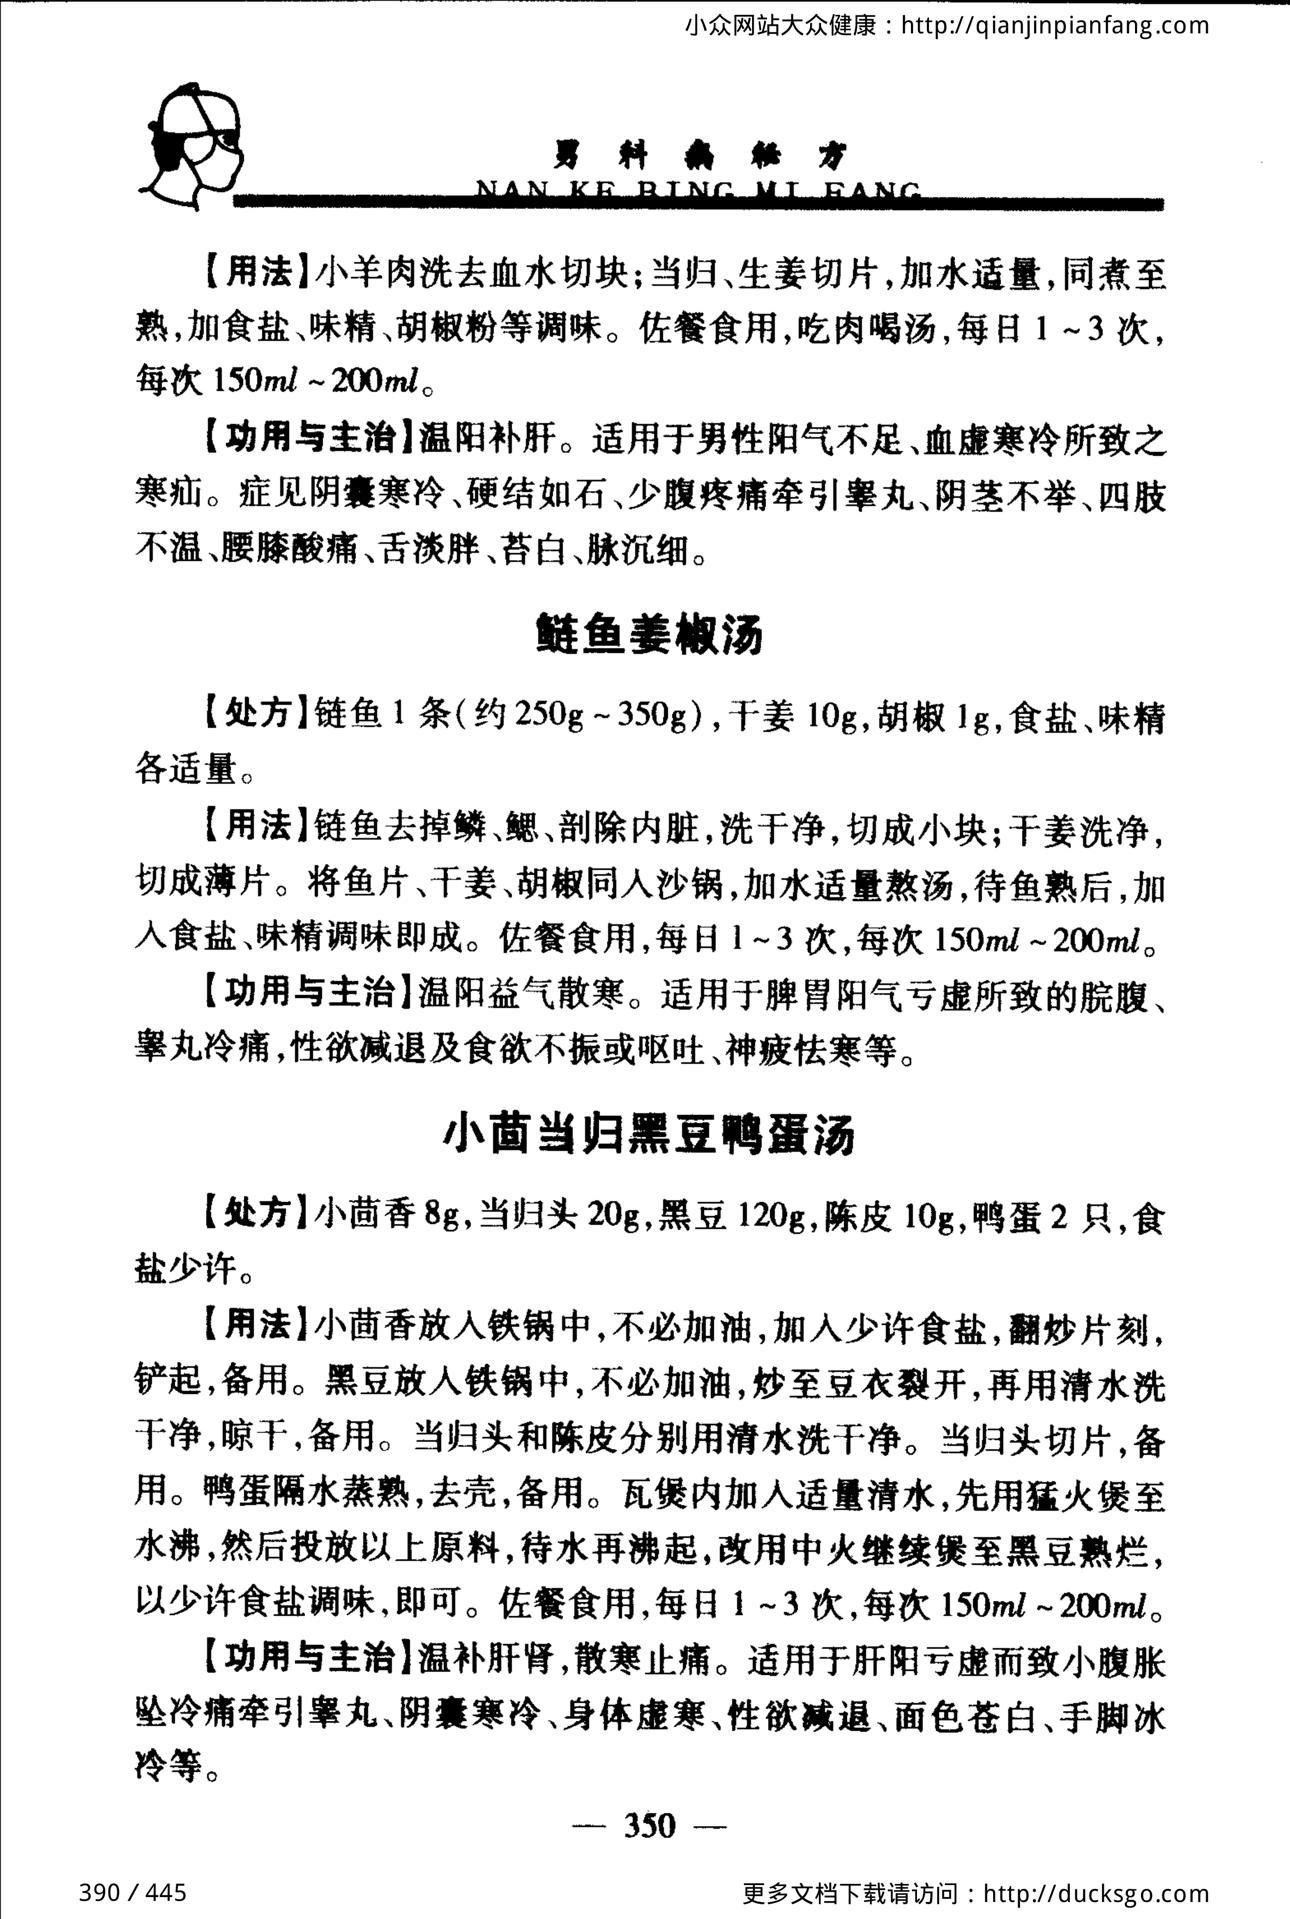 小众网站大众健康：http://qianjinpianfang.com
男科病秘方
NAN KE BING MI FANG
【用法】小羊肉洗去血水切块；当归、生姜切片，加水适量，同煮至
熟，加食盐、味精、胡椒粉等调味。佐餐食用，吃肉喝汤，每日 1～3 次，
每次 150ml～200ml。
【功用与主治】温阳补肝。适用于男性阳气不足、血虚寒冷所致之
寒疝。症见阴囊寒冷、硬结如石、少腹疼痛牵引睾丸、阴茎不举、四肢
不温、腰膝酸痛、舌淡胖、苔白、脉沉细。
鲢鱼姜椒汤
【处方】链鱼 1 条（约 250g～350g），干姜 10g，胡椒 1g，食盐、味精
各适量。
【用法】链鱼去掉鳞、鳃、剖除内脏，洗干净，切成小块；干姜洗净，
切成薄片。将鱼片、干姜、胡椒同入沙锅，加水适量熬汤，待鱼熟后，加
入食盐、味精调味即成。佐餐食用，每日 1～3 次，每次 150ml～200ml。
【功用与主治】温阳益气散寒。适用于脾胃阳气亏虚所致的脘腹、
睾丸冷痛，性欲减退及食欲不振或呕吐、神疲怯寒等。
小茴当归黑豆鸭蛋汤
【处方】小茴香 8g，当归头 20g，黑豆 120g，陈皮 10g，鸭蛋 2 只，食
盐少许。
【用法】小茴香放入铁锅中，不必加油，加入少许食盐，翻炒片刻，
铲起，备用。黑豆放入铁锅中，不必加油，炒至豆衣裂开，再用清水洗
干净，晾干，备用。当归头和陈皮分别用清水洗干净。当归头切片，备
用。鸭蛋隔水蒸熟，去壳，备用。瓦煲内加入适量清水，先用猛火煲至
水沸，然后投放以上原料，待水再沸起，改用中火继续煲至黑豆熟烂，
以少许食盐调味，即可。佐餐食用，每日 1～3 次，每次 150ml～200ml。
【功用与主治】温补肝肾，散寒止痛。适用于肝阳亏虚而致小腹胀
坠冷痛牵引睾丸、阴囊寒冷、身体虚寒、性欲减退、面色苍白、手脚冰
冷等。
— 350 —
390 / 445
更多文档下载请访问：http://ducksgo.com